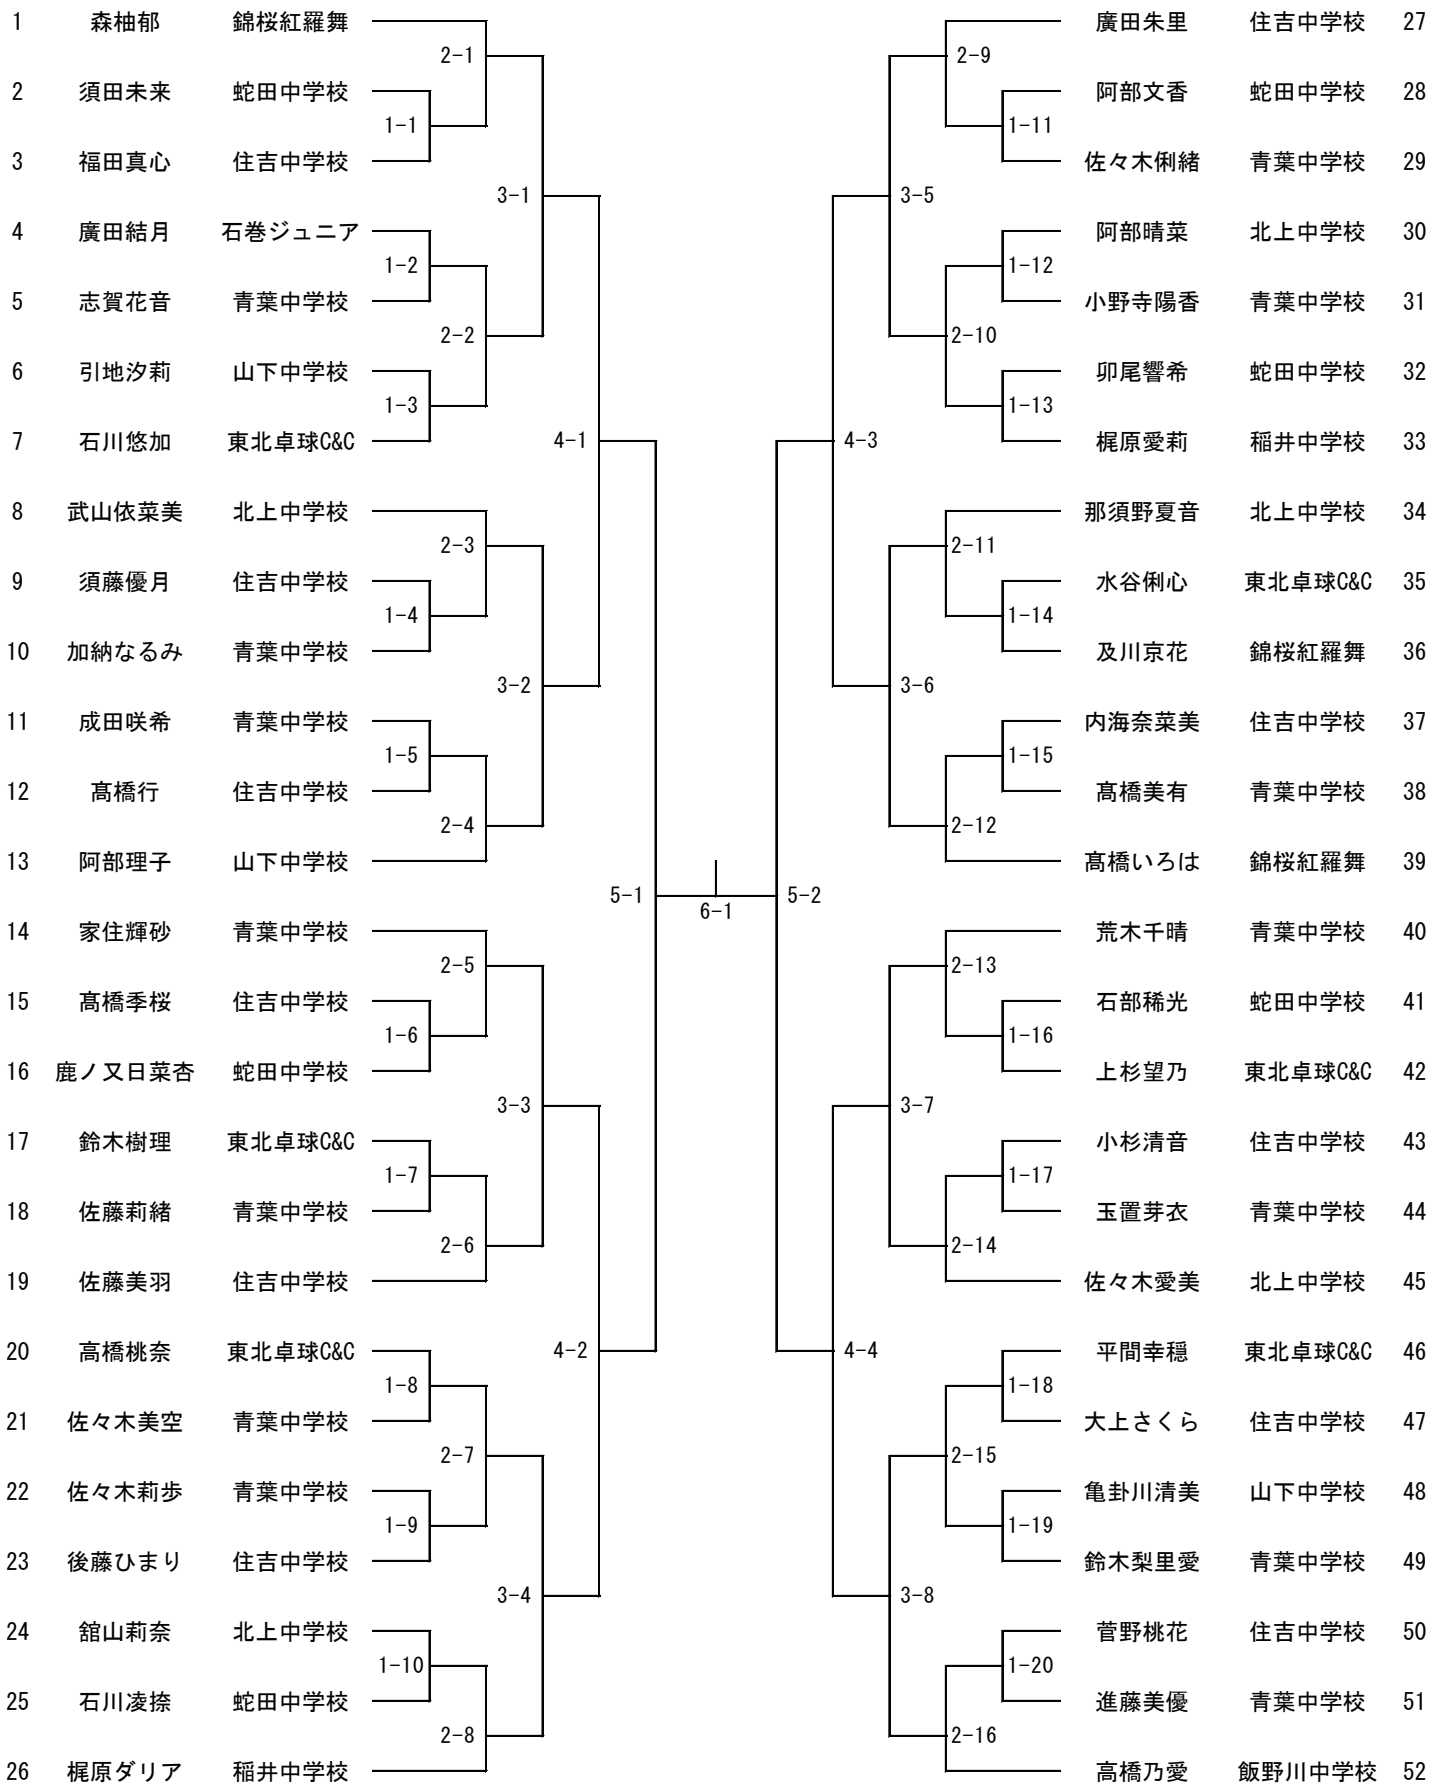 1 森柚郁 錦桜紅羅舞
2-1
2 須田未来 蛇田中学校
1-1
3 福田真心 住吉中学校
3-1
4 廣田結月 石巻ジュニア
1-2
5 志賀花音 青葉中学校
2-2
6 引地汐莉 山下中学校
1-3
7 石川悠加 東北卓球C&C
4-1
8 武山依菜美 北上中学校
2-3
9 須藤優月 住吉中学校
1-4
10 加納なるみ 青葉中学校
3-2
11 成田咲希 青葉中学校
1-5
12 髙橋行 住吉中学校
2-4
13 阿部理子 山下中学校
5-1
14 家住輝砂 青葉中学校
2-5
15 髙橋季桜 住吉中学校
1-6
16 鹿ノ又日菜杏 蛇田中学校
3-3
17 鈴木樹理 東北卓球C&C
1-7
18 佐藤莉緒 青葉中学校
2-6
19 佐藤美羽 住吉中学校
20 高橋桃奈 東北卓球C&C
4-2
1-8
21 佐々木美空 青葉中学校
2-7
22 佐々木莉歩 青葉中学校
1-9
23 後藤ひまり 住吉中学校
3-4
24 舘山莉奈 北上中学校
1-10
25 石川凌捺 蛇田中学校
2-8
26 梶原ダリア 稲井中学校
6-1
廣田朱里 住吉中学校 27
2-9
阿部文香 蛇田中学校 28
1-11
佐々木俐緒 青葉中学校 29
3-5
阿部晴菜 北上中学校 30
1-12
小野寺陽香 青葉中学校 31
2-10
卯尾響希 蛇田中学校 32
1-13
梶原愛莉 稲井中学校 33
4-3
那須野夏音 北上中学校 34
2-11
水谷俐心 東北卓球C&C 35
1-14
及川京花 錦桜紅羅舞 36
3-6
内海奈菜美 住吉中学校 37
1-15
髙橋美有 青葉中学校 38
2-12
髙橋いろは 錦桜紅羅舞 39
5-2
荒木千晴 青葉中学校 40
2-13
石部稀光 蛇田中学校 41
1-16
上杉望乃 東北卓球C&C 42
3-7
小杉清音 住吉中学校 43
1-17
玉置芽衣 青葉中学校 44
2-14
佐々木愛美 北上中学校 45
平間幸穏 東北卓球C&C 46
4-4
1-18
大上さくら 住吉中学校 47
2-15
亀卦川清美 山下中学校 48
1-19
鈴木梨里愛 青葉中学校 49
3-8
菅野桃花 住吉中学校 50
1-20
進藤美優 青葉中学校 51
2-16
高橋乃愛 飯野川中学校 52